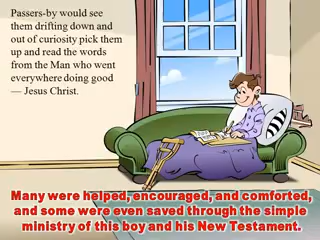 Passers-by would see
them drifting down and
out of curiosity pick them
up and read the words
from the Man who went
everywhere doing good
— Jesus Christ.
Many were helped, encouraged, and comforted,
and some were even saved through the simple
ministry of this boy and his New Testament.